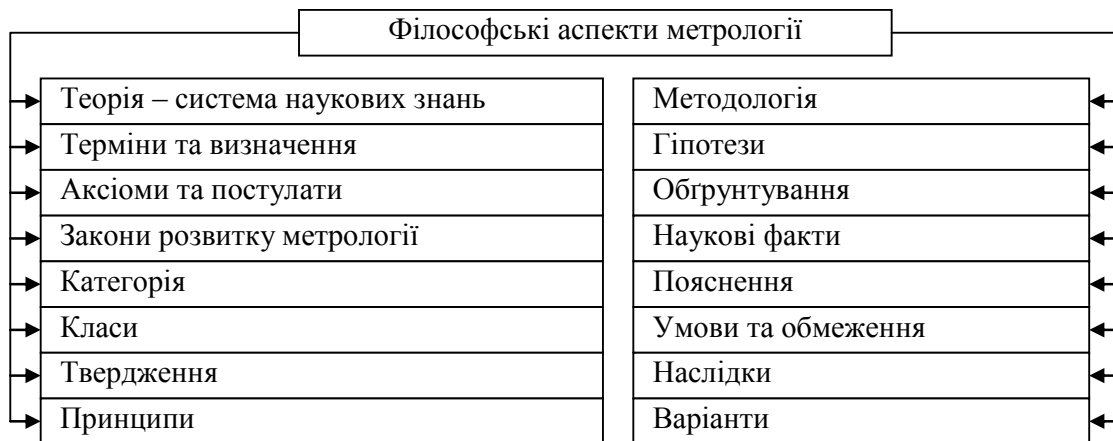 Філософські аспекти метрології
Теорія – система наукових знань
Терміни та визначення
Аксіоми та постулати
Закони розвитку метрології
Категорія
Класи
Твердження
Принципи
Методологія
Гіпотези
Обґрунтування
Наукові факти
Пояснення
Умови та обмеження
Наслідки
Варіанти